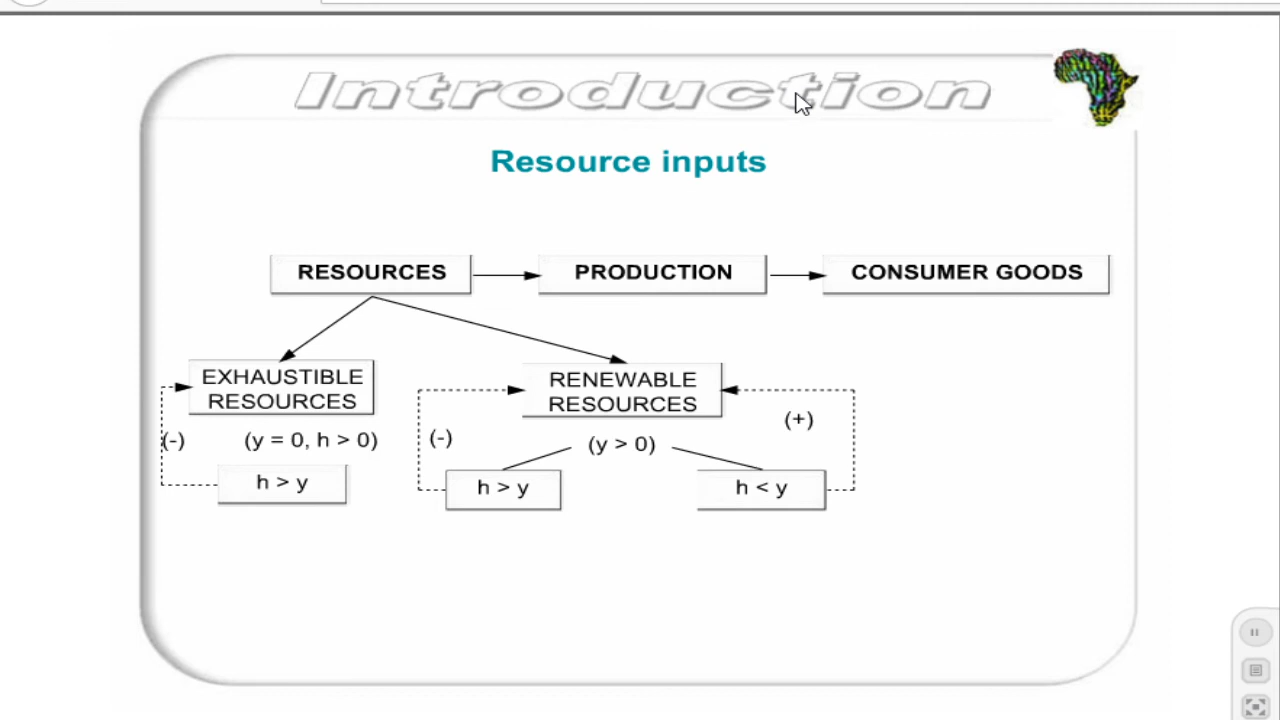 Introduction
Resource inputs
RESOURCES
PRODUCTION
CONSUMER GOODS
EXHAUSTIBLE
RESOURCES
RENEWABLE
RESOURCES
(+)
(-)
(y = 0, h > 0)
(-)
(y > 0)
h > y
h > y
h < y